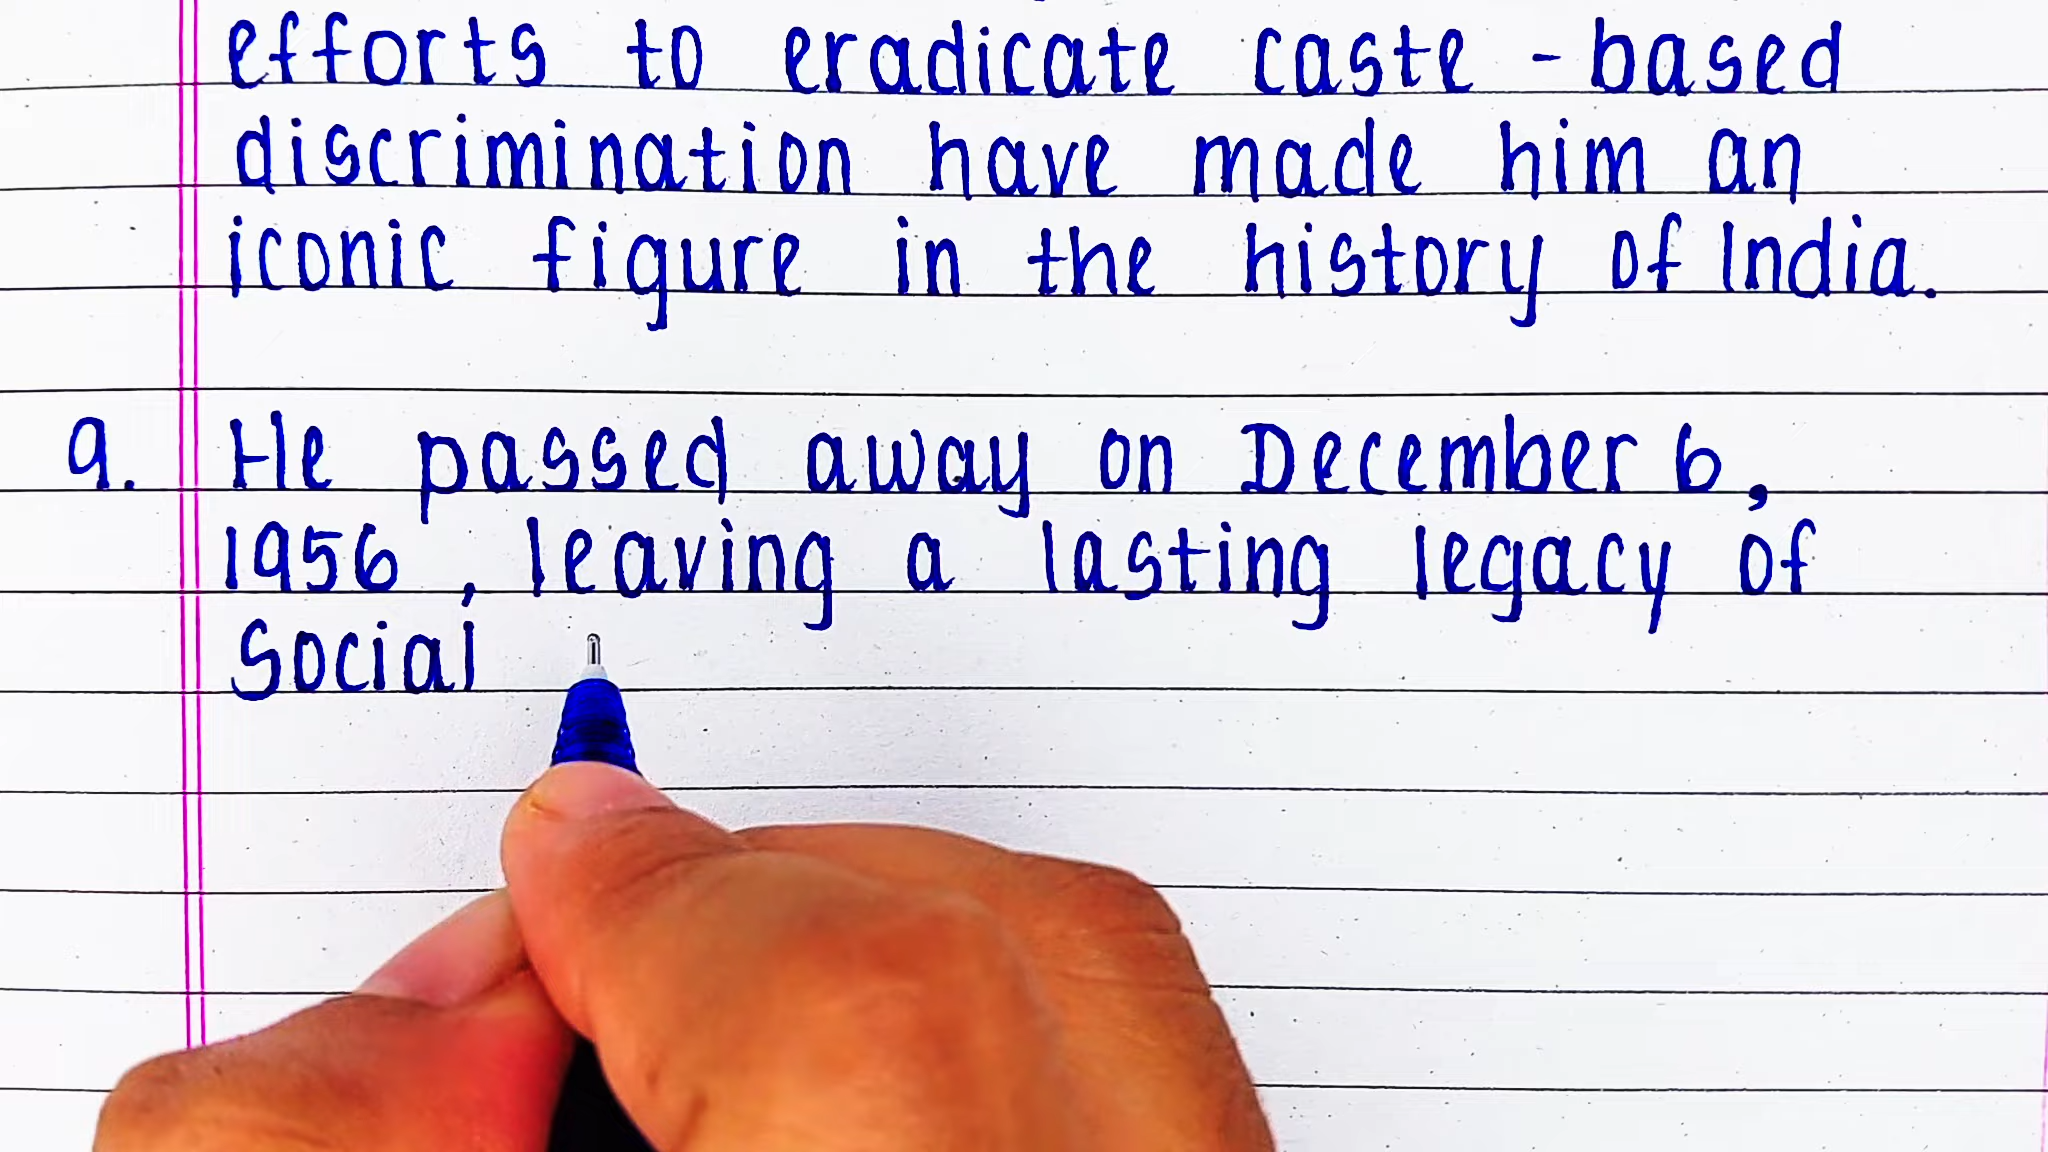 efforts to eradicate caste - based
discrimination have made him an
iconic figure in the history of India.
9. He passed away on December 6,
1956, leaving a lasting legacy of
Social